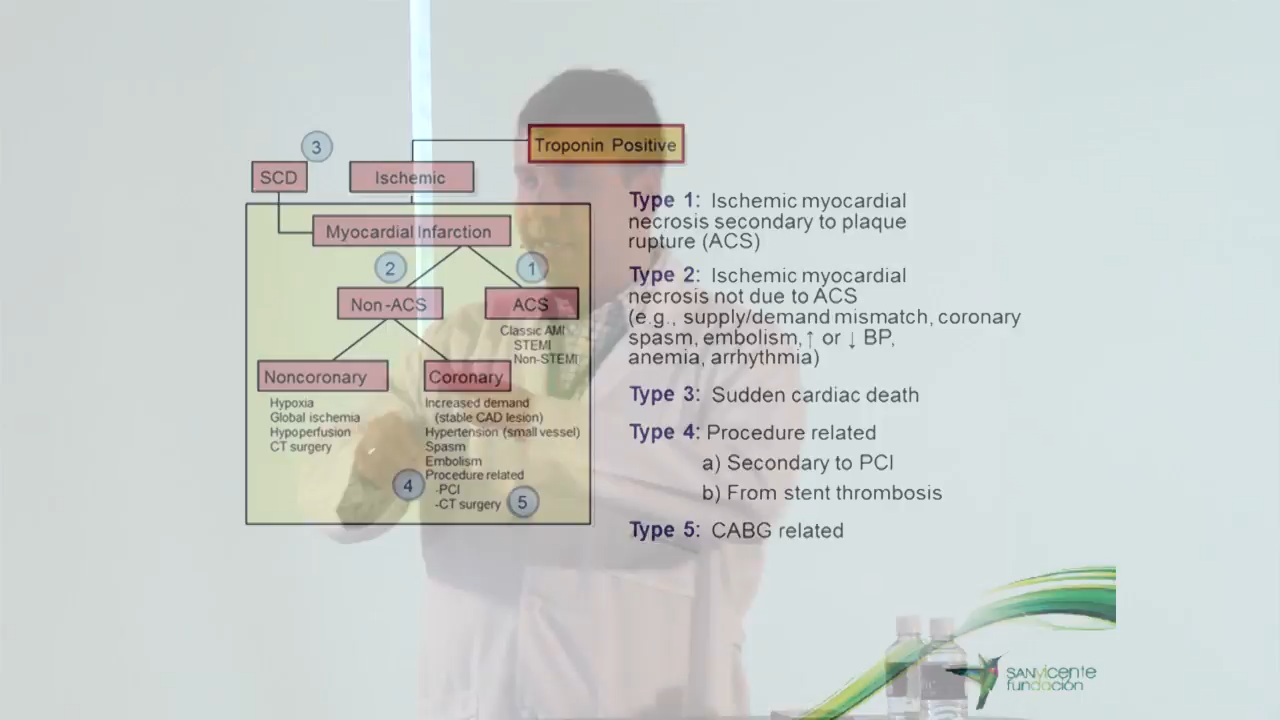 3
Troponin Positive
SCD
Ischemic
Myocardial Infarction
2
1
Non-ACS
ACS
Classic AMI
STEMI
Non-STEMI
Noncoronary
Coronary
Hypoxia
Global ischemia
Hypoperfusion
CT surgery
Increased demand
(stable CAD lesion)
Hypertension (small vessel)
Spasm
Embolism
Procedure related
-PCI
-CT surgery
4
5
Type 1: Ischemic myocardial
necrosis secondary to plaque
rupture (ACS)
Type 2: Ischemic myocardial
necrosis not due to ACS
(e.g., supply/demand mismatch, coronary
spasm, embolism,↑ or ↓ BP,
anemia, arrhythmia)
Type 3: Sudden cardiac death
Type 4: Procedure related
a) Secondary to PCI
b) From stent thrombosis
Type 5: CABG related
SANVICENTE
fundación